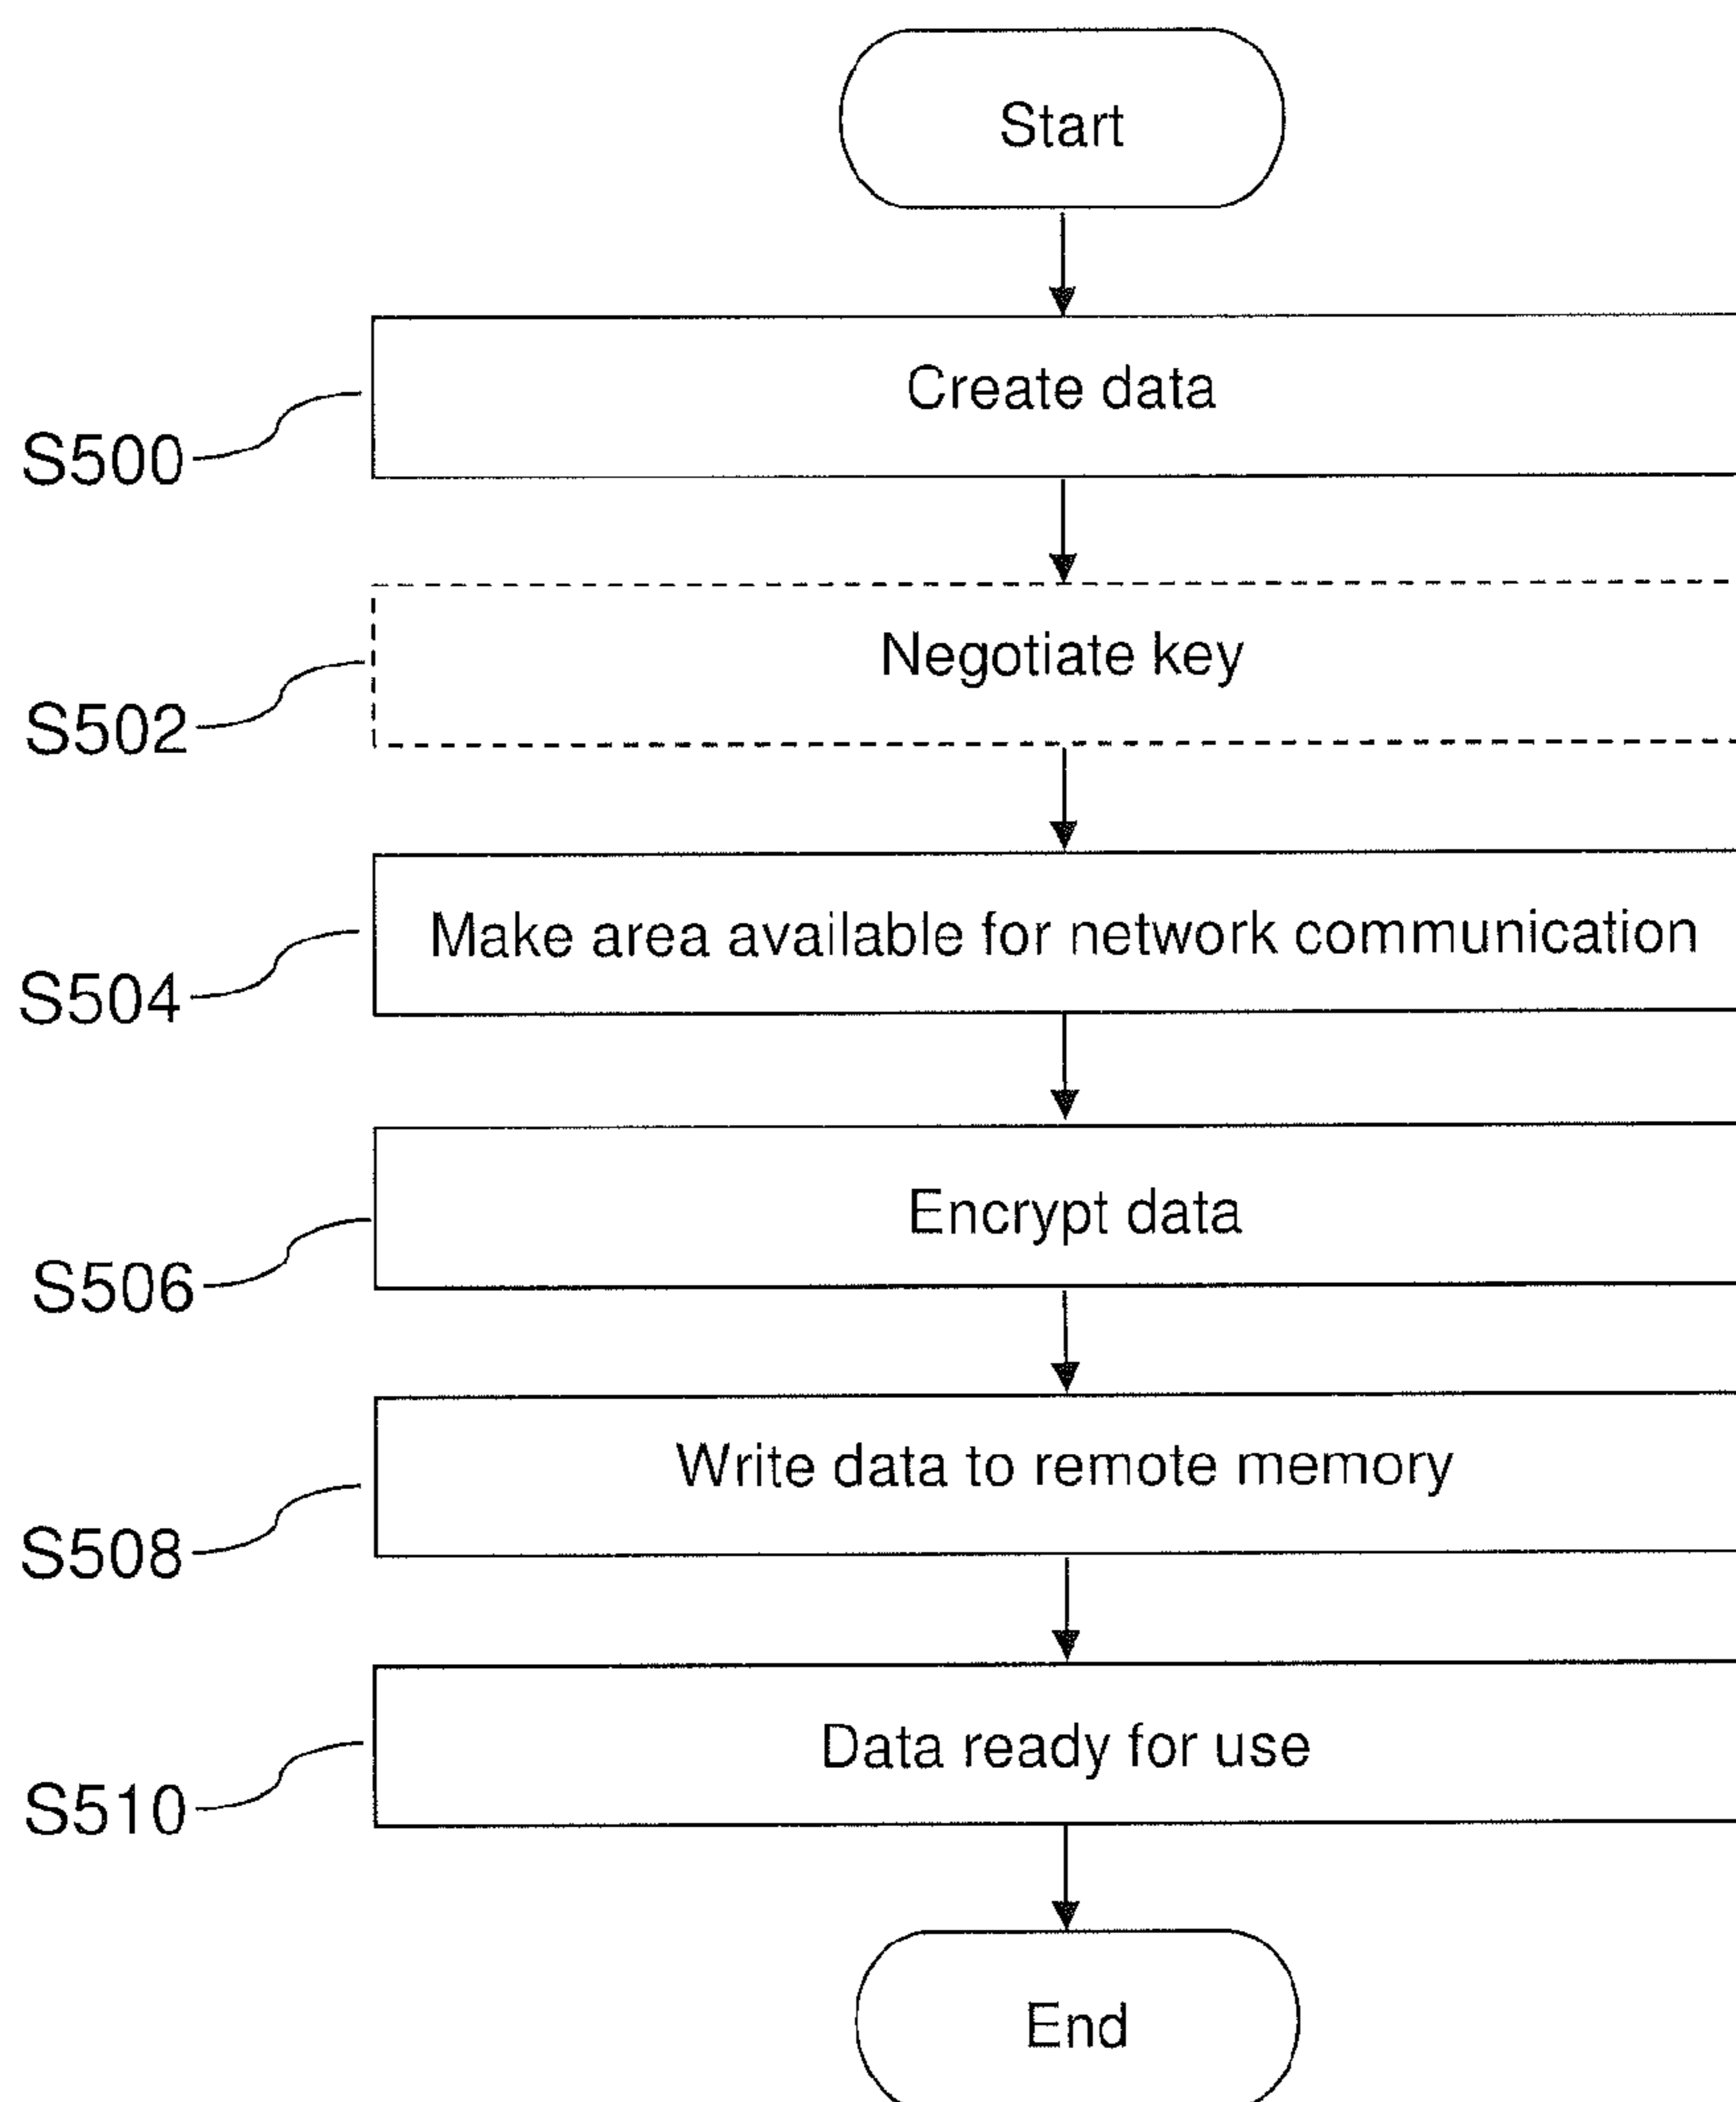 Start
Create data
S500
Negotiate key
S502
Make area available for network communication
S504
Encrypt data
S506
Write data to remote memory
S508
Data ready for use
S510
End